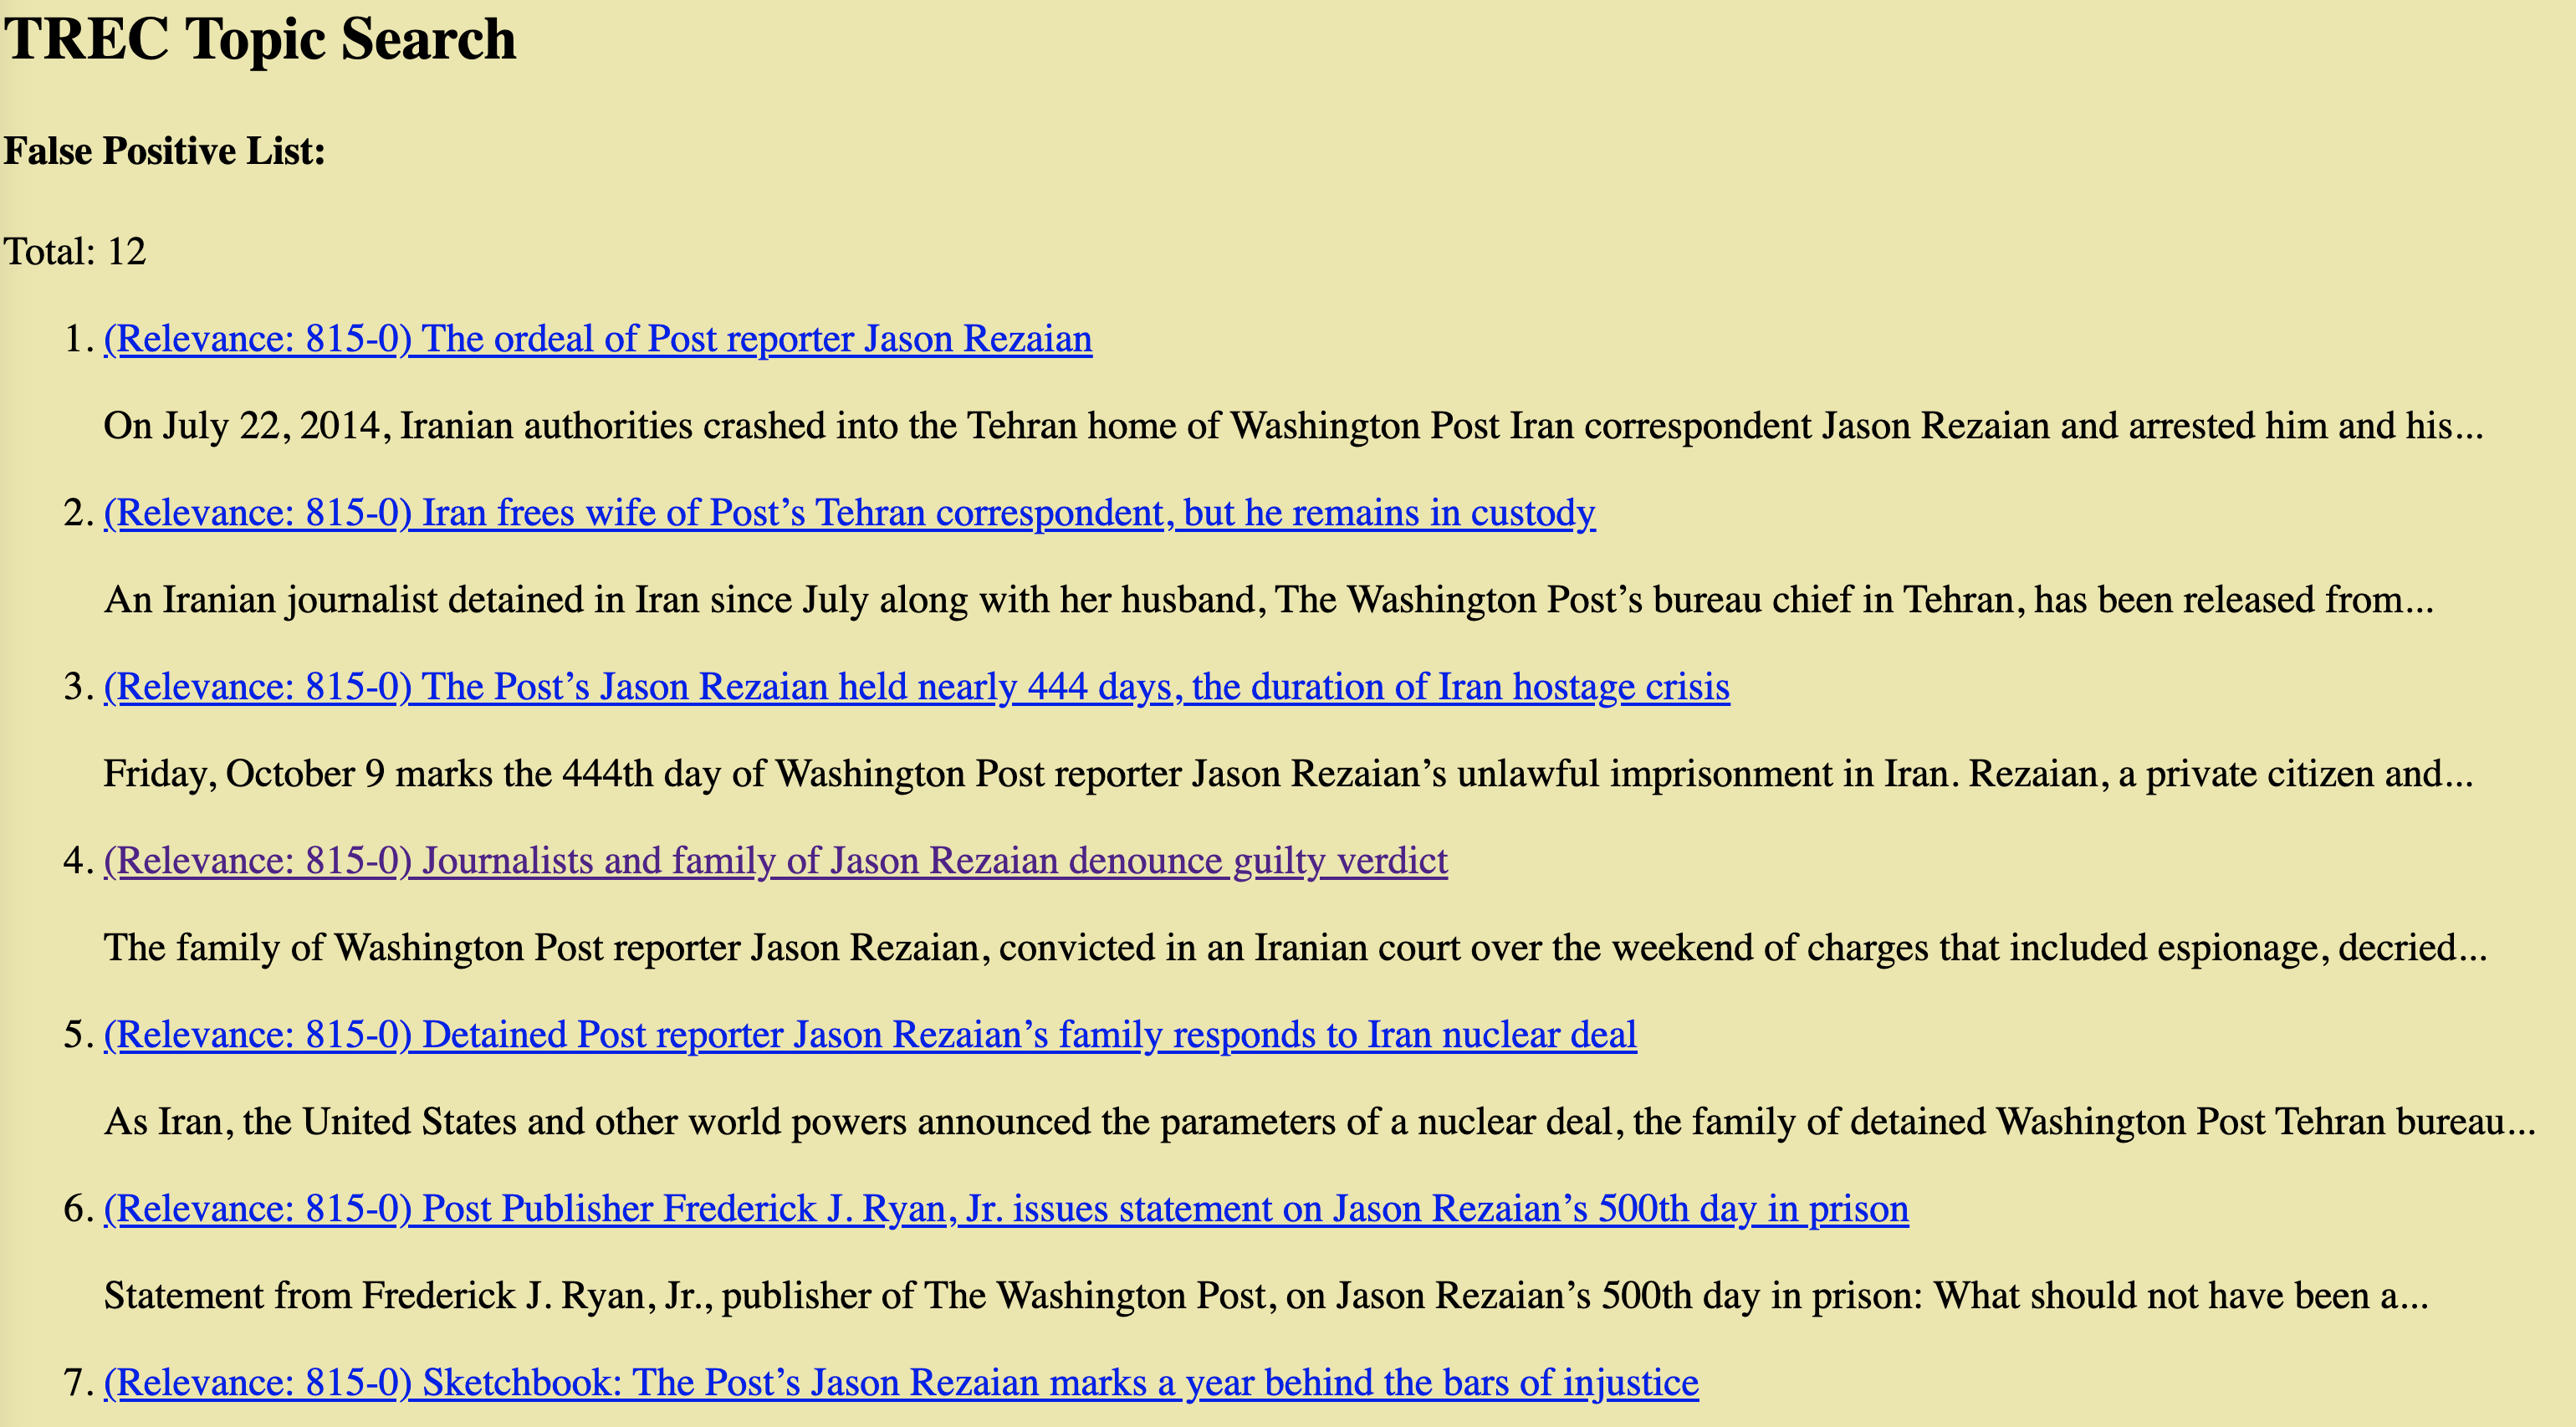 TREC Topic Search
False Positive List:
Total: 12
1. (Relevance: 815-0) The ordeal of Post reporter Jason Rezaian
On July 22, 2014, Iranian authorities crashed into the Tehran home of Washington Post Iran correspondent Jason Rezaian and arrested him and his...
2. (Relevance: 815-0) Iran frees wife of Post’s Tehran correspondent, but he remains in custody
An Iranian journalist detained in Iran since July along with her husband, The Washington Post’s bureau chief in Tehran, has been released from...
3. (Relevance: 815-0) The Post’s Jason Rezaian held nearly 444 days, the duration of Iran hostage crisis
Friday, October 9 marks the 444th day of Washington Post reporter Jason Rezaian’s unlawful imprisonment in Iran. Rezaian, a private citizen and...
4. (Relevance: 815-0) Journalists and family of Jason Rezaian denounce guilty verdict
The family of Washington Post reporter Jason Rezaian, convicted in an Iranian court over the weekend of charges that included espionage, decried...
5. (Relevance: 815-0) Detained Post reporter Jason Rezaian’s family responds to Iran nuclear deal
As Iran, the United States and other world powers announced the parameters of a nuclear deal, the family of detained Washington Post Tehran bureau...
6. (Relevance: 815-0) Post Publisher Frederick J. Ryan, Jr. issues statement on Jason Rezaian’s 500th day in prison
Statement from Frederick J. Ryan, Jr., publisher of The Washington Post, on Jason Rezaian’s 500th day in prison: What should not have been a...
7. (Relevance: 815-0) Sketchbook: The Post’s Jason Rezaian marks a year behind the bars of injustice